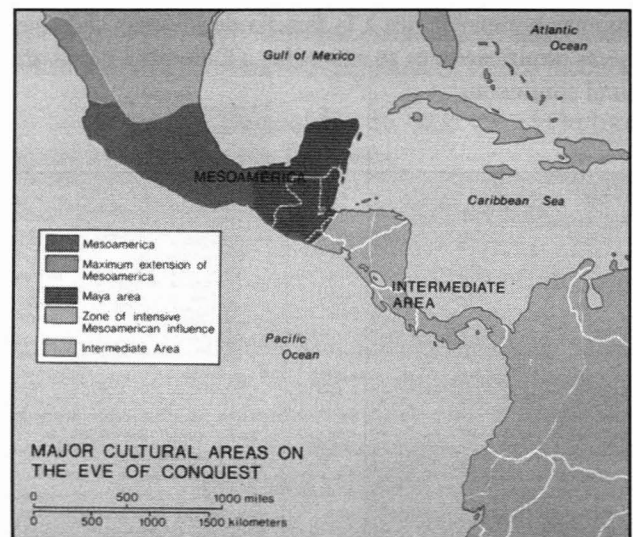 Atlantic
Ocean
Gulf of Mexico
MESOAMERICA
Caribbean Sea
Mesoamerica
Maximum extension of
Mesoamerica
Maya area
Zone of intensive
Mesoamerican influence
Intermediate Area
INTERMEDIATE
AREA
Pacific
Ocean
MAJOR CULTURAL AREAS ON
THE EVE OF CONQUEST
0 500 1000 miles
0 500 1000 1500 kilometers